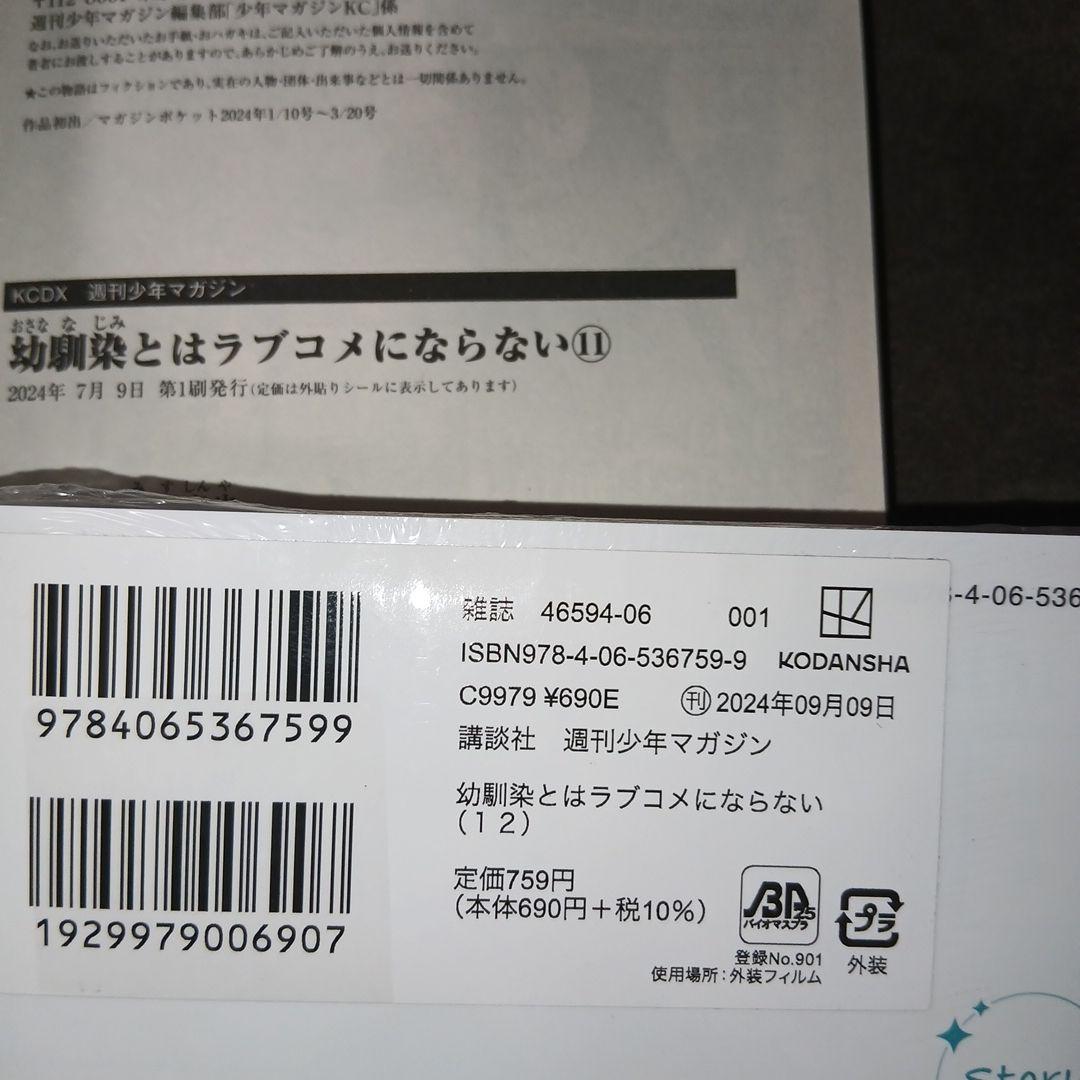 週刊少年マガジン編集部「少年マガジンKC」係
なお、お送りいただいたお手紙・おハガキは、ご記入いただいた個人情報を含めて
著者にお渡しすることがありますので、あらかじめご了解のうえ、お送りください。
★この物語はフィクションであり、実在の人物・団体・出来事などとは一切関係ありません。
作品初出/マガジンポケット2024年1/10号〜3/20号
KCDX 週刊少年マガジン
おさな な じみ
幼馴染とはラブコメにならない⑪
2024年 7月 9日 第1刷発行(定価は外貼りシールに表示してあります)
9784065367599
1929979006907
雑誌 46594-06 001
ISBN978-4-06-536759-9 KODANSHA
C9979 ¥690E ㊞2024年09月09日
講談社 週刊少年マガジン
幼馴染とはラブコメにならない
(12)
定価759円
(本体690円+税10%)
バイオマスプラ
25
登録No.901
使用場所:外装フィルム
プラ
外装
-4-06-536